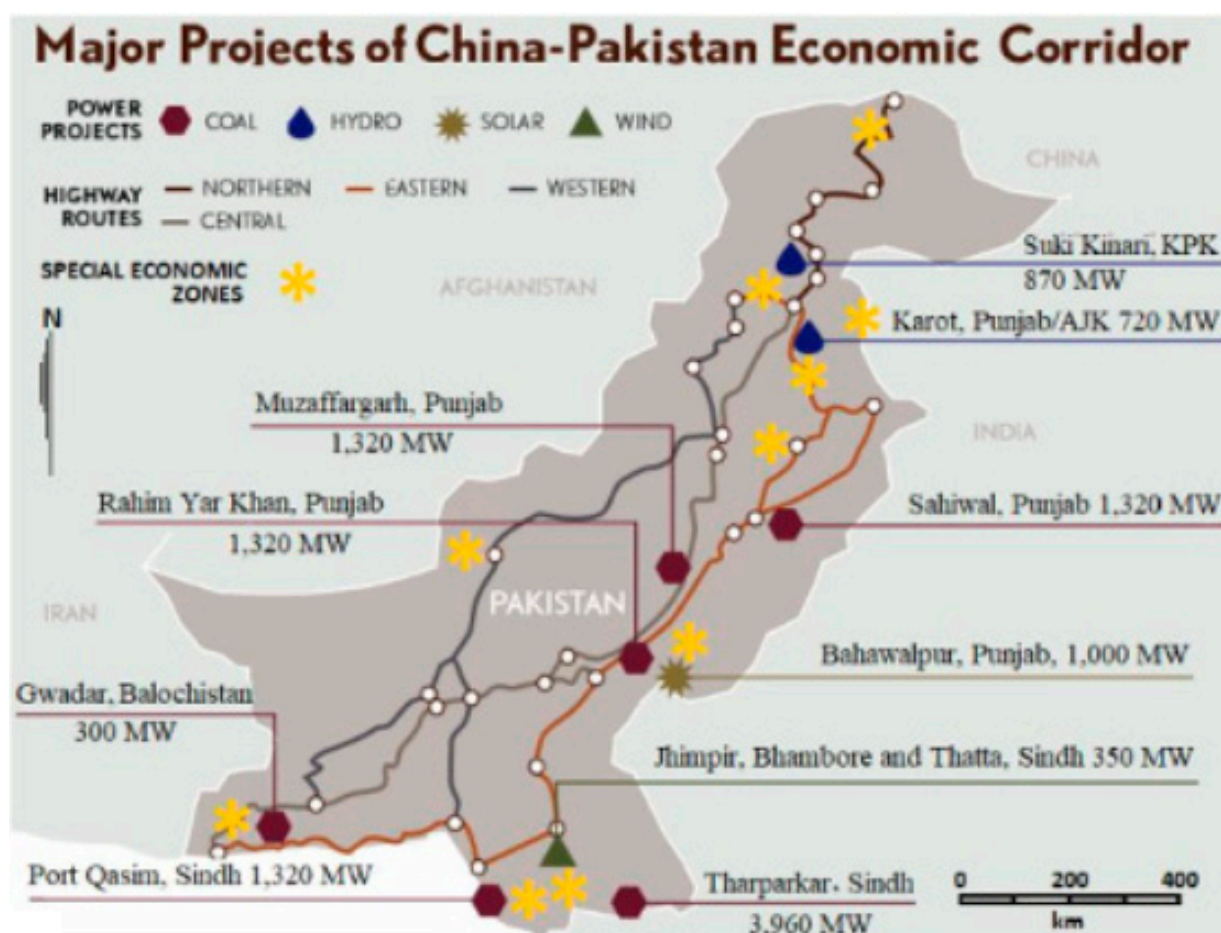 Major Projects of China-Pakistan Economic Corridor
POWER PROJECTS
COAL
HYDRO
SOLAR
WIND
HIGHWAY ROUTES
NORTHERN
EASTERN
WESTERN
CENTRAL
SPECIAL ECONOMIC ZONES
N
AFGHANISTAN
CHINA
Suki Kinari, KPK
870 MW
Karot, Punjab/AJK 720 MW
Muzaffargarh, Punjab
1,320 MW
INDIA
Rahim Yar Khan, Punjab
1,320 MW
Sahiwal, Punjab 1,320 MW
IRAN
PAKISTAN
Bahawalpur, Punjab, 1,000 MW
Gwadar, Balochistan
300 MW
Jhimpir, Bhambore and Thatta, Sindh 350 MW
Port Qasim, Sindh 1,320 MW
Tharparkar, Sindh
3,960 MW
0 200 400
km